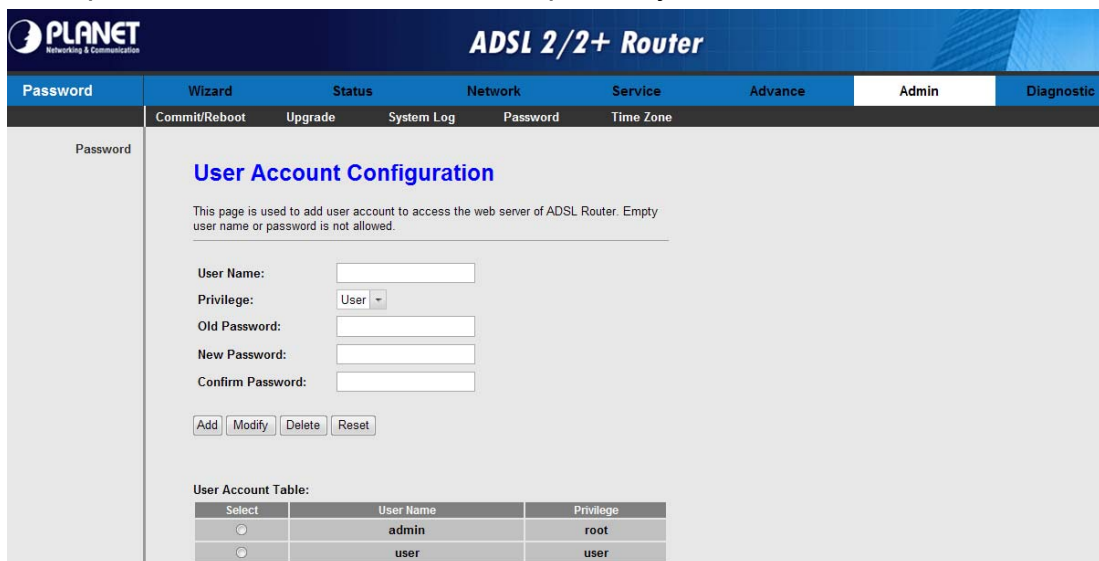 PLANET
Networking & Communication
ADSL 2/2+ Router
Password Wizard Status Network Service Advance Admin Diagnostic
Commit/Reboot Upgrade System Log Password Time Zone
Password
User Account Configuration
This page is used to add user account to access the web server of ADSL Router. Empty
user name or password is not allowed.
User Name:
Privilege: User
Old Password:
New Password:
Confirm Password:
Add Modify Delete Reset
User Account Table:
Select User Name Privilege
admin root
user user